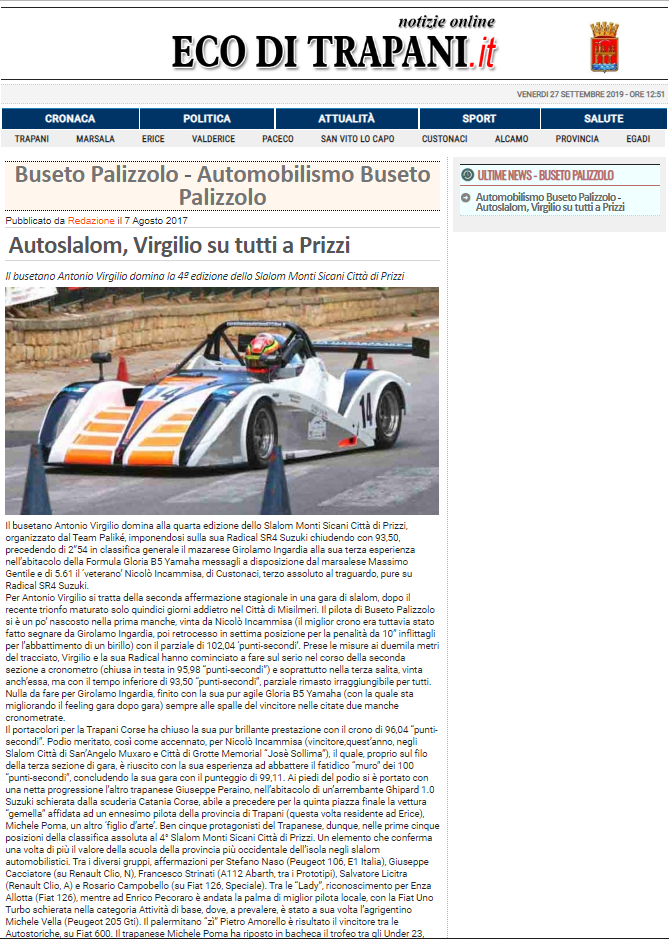 notizie online
ECO DI TRAPANI.it
VENERDI 27 SETTEMBRE 2019 - ORE 12:51
CRONACA POLITICA ATTUALITÀ SPORT SALUTE
TRAPANI MARSALA ERICE VALDERICE PACECO SAN VITO LO CAPO CUSTONACI ALCAMO PROVINCIA EGADI
Buseto Palizzolo - Automobilismo Buseto
Palizzolo
Pubblicato da Redazione il 7 Agosto 2017
Autoslalom, Virgilio su tutti a Prizzi
Il busetano Antonio Virgilio domina la 4ª edizione dello Slalom Monti Sicani Città di Prizzi
14
14
Il busetano Antonio Virgilio domina alla quarta edizione dello Slalom Monti Sicani Città di Prizzi,
organizzato dal Team Paliké, imponendosi sulla sua Radical SR4 Suzuki chiudendo con 93,50,
precedendo di 2”54 in classifica generale il mazarese Girolamo Ingardia alla sua terza esperienza
nell’abitacolo della Formula Gloria B5 Yamaha messagli a disposizione dal marsalese Massimo
Gentile e di 5.61 il ‘veterano’ Nicolò Incammisa, di Custonaci, terzo assoluto al traguardo, pure su
Radical SR4 Suzuki.
Per Antonio Virgilio si tratta della seconda affermazione stagionale in una gara di slalom, dopo il
recente trionfo maturato solo quindici giorni addietro nel Città di Misilmeri. Il pilota di Buseto Palizzolo
si è un po’ nascosto nella prima manche, vinta da Nicolò Incammisa (il miglior crono era tuttavia stato
fatto segnare da Girolamo Ingardia, poi retrocesso in settima posizione per la penalità da 10” inflittagli
per l’abbattimento di un birillo) con il parziale di 102,04 ‘punti-secondi’. Prese le misure ai duemila metri
del tracciato, Virgilio e la sua Radical hanno cominciato a fare sul serio nel corso della seconda
sezione a cronometro (chiusa in testa in 95,98 “punti-secondi”) e soprattutto nella terza salita, vinta
anch’essa, ma con il tempo inferiore di 93,50 “punti-secondi”, parziale rimasto irraggiungibile per tutti.
Nulla da fare per Girolamo Ingardia, finito con la sua pur agile Gloria B5 Yamaha (con la quale sta
migliorando il feeling gara dopo gara) sempre alle spalle del vincitore nelle citate due manche
cronometrate.
Il portacolori per la Trapani Corse ha chiuso la sua pur brillante prestazione con il crono di 96,04 “punti-
secondi”. Podio meritato, così come accennato, per Nicolò Incammisa (vincitore,quest’anno, negli
Slalom Città di San’Angelo Muxaro e Città di Grotte Memorial “Josè Sollima”), il quale, proprio sul filo
della terza sezione di gara, è riuscito con la sua esperienza ad abbattere il fatidico “muro” dei 100
“punti-secondi”, concludendo la sua gara con il punteggio di 99,11. Ai piedi del podio si è portato con
una netta progressione l’altro trapanese Giuseppe Peraino, nell’abitacolo di un’arrembante Ghipard 1.0
Suzuki schierata dalla scuderia Catania Corse, abile a precedere per la quinta piazza finale la vettura
“gemella” affidata ad un ennesimo pilota della provincia di Trapani (questa volta residente ad Erice),
Michele Poma, un altro ‘figlio d’arte’. Ben cinque protagonisti del Trapanese, dunque, nelle prime cinque
posizioni della classifica assoluta al 4° Slalom Monti Sicani Città di Prizzi. Un elemento che conferma
una volta di più il valore della scuola della provincia più occidentale dell’isola negli slalom
automobilistici. Tra i diversi gruppi, affermazioni per Stefano Naso (Peugeot 106, E1 Italia), Giuseppe
Cacciatore (su Renault Clio, N), Francesco Strinati (A112 Abarth, tra i Prototipi), Salvatore Licitra
(Renault Clio, A) e Rosario Campobello (su Fiat 126, Speciale). Tra le “Lady”, riconoscimento per Enza
Allotta (Fiat 126), mentre ad Enrico Pecoraro è andata la palma di miglior pilota locale, con la Fiat Uno
Turbo schierata nella categoria Attività di base, dove, a prevalere, è stato a sua volta l’agrigentino
Michele Vella (Peugeot 205 Gti). Il palermitano “zì” Pietro Amorello è risultato il vincitore tra le
Autostoriche, su Fiat 600. Il trapanese Michele Poma ha riposto in bacheca il trofeo tra gli Under 23,
ULTIME NEWS - BUSETO PALIZZOLO
Automobilismo Buseto Palizzolo -
Autoslalom, Virgilio su tutti a Prizzi